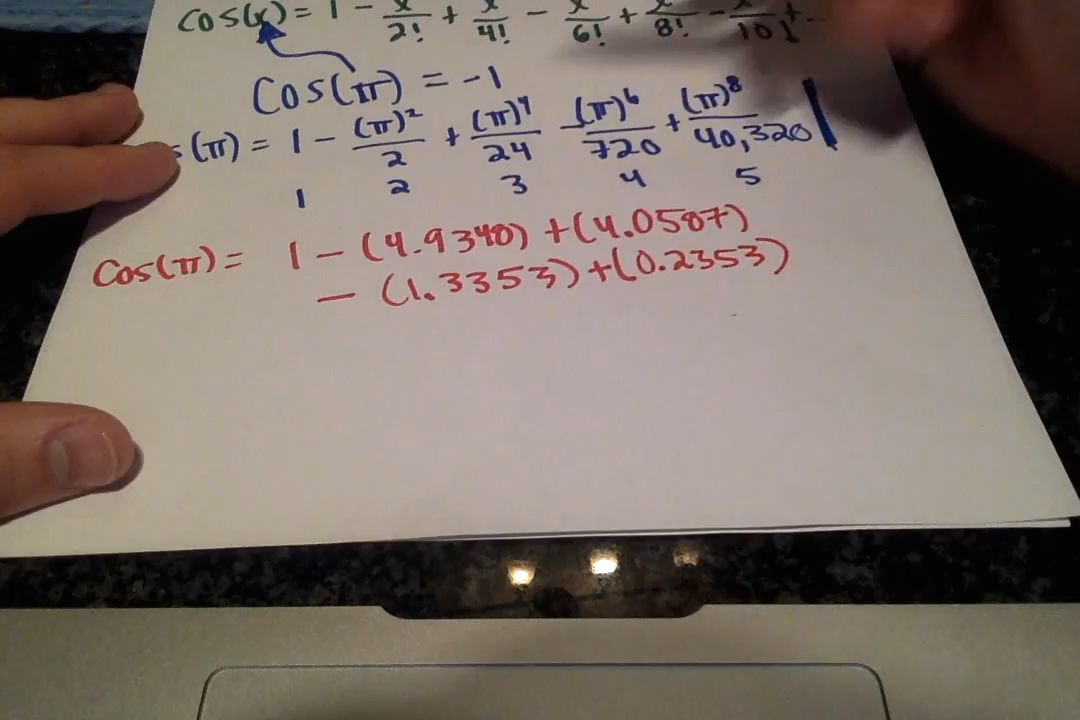 cos(x) = 1 - x/2! + x/4! - x/6! + x/8! - x/10! + ...
Cos(π) = -1
s(π) = 1 - (π)²/2 + (π)⁴/24 - (π)⁶/720 + (π)⁸/40,320
1 2 3 4 5
Cos(π) = 1 - (4.9348) + (4.0587)
- (1.3353) + (0.2353)